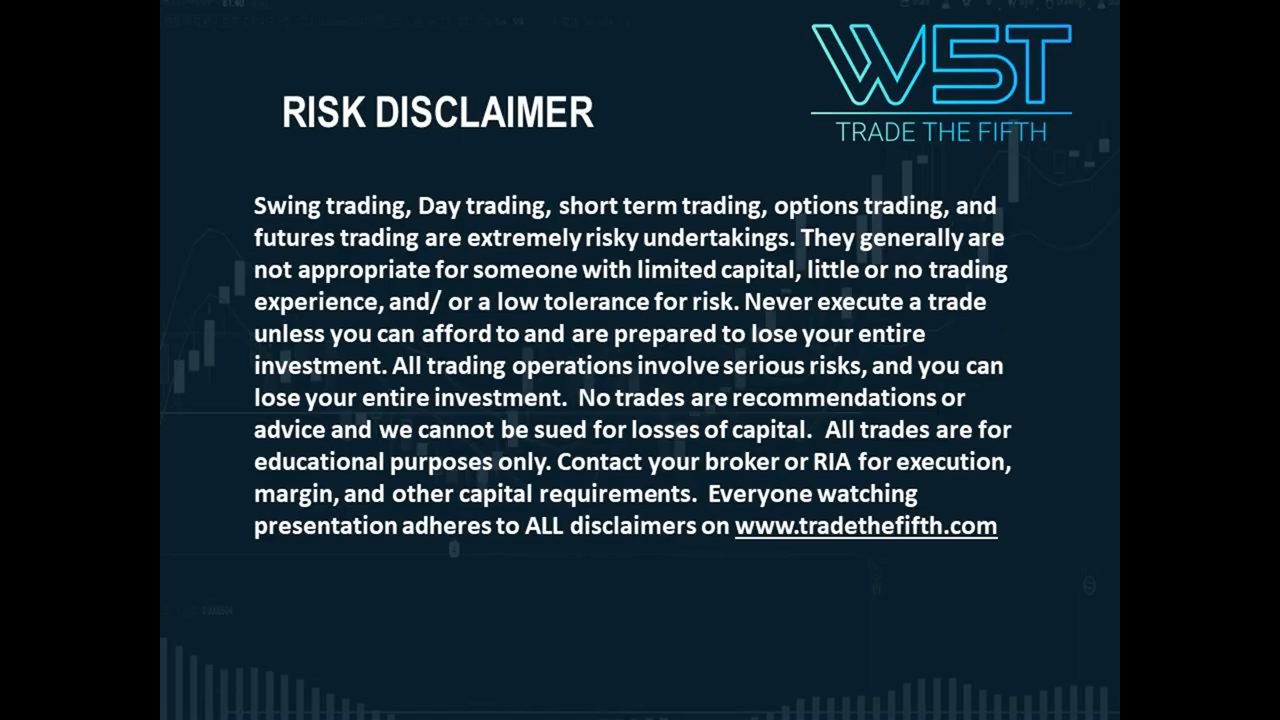 W5T
TRADE THE FIFTH
RISK DISCLAIMER
Swing trading, Day trading, short term trading, options trading, and
futures trading are extremely risky undertakings. They generally are
not appropriate for someone with limited capital, little or no trading
experience, and/ or a low tolerance for risk. Never execute a trade
unless you can afford to and are prepared to lose your entire
investment. All trading operations involve serious risks, and you can
lose your entire investment.  No trades are recommendations or
advice and we cannot be sued for losses of capital.  All trades are for
educational purposes only. Contact your broker or RIA for execution,
margin, and other capital requirements.  Everyone watching
presentation adheres to ALL disclaimers on www.tradethefifth.com